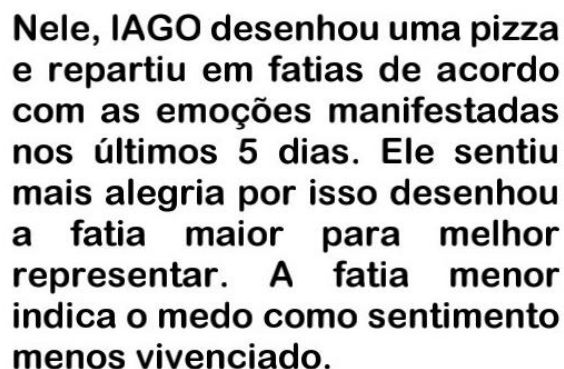 Nele, IAGO desenhou uma pizza
e repartiu em fatias de acordo
com as emoções manifestadas
nos últimos 5 dias. Ele sentiu
mais alegria por isso desenhou
a fatia maior para melhor
representar. A fatia menor
indica o medo como sentimento
menos vivenciado.